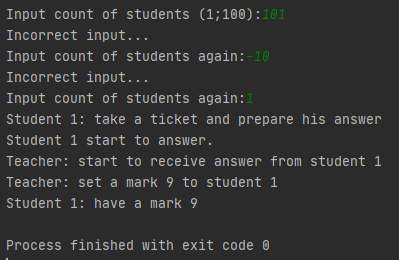 Input count of students (1;100):101
Incorrect input...
Input count of students again:-10
Incorrect input...
Input count of students again:1
Student 1: take a ticket and prepare his answer
Student 1 start to answer.
Teacher: start to receive answer from student 1
Teacher: set a mark 9 to student 1
Student 1: have a mark 9
Process finished with exit code 0